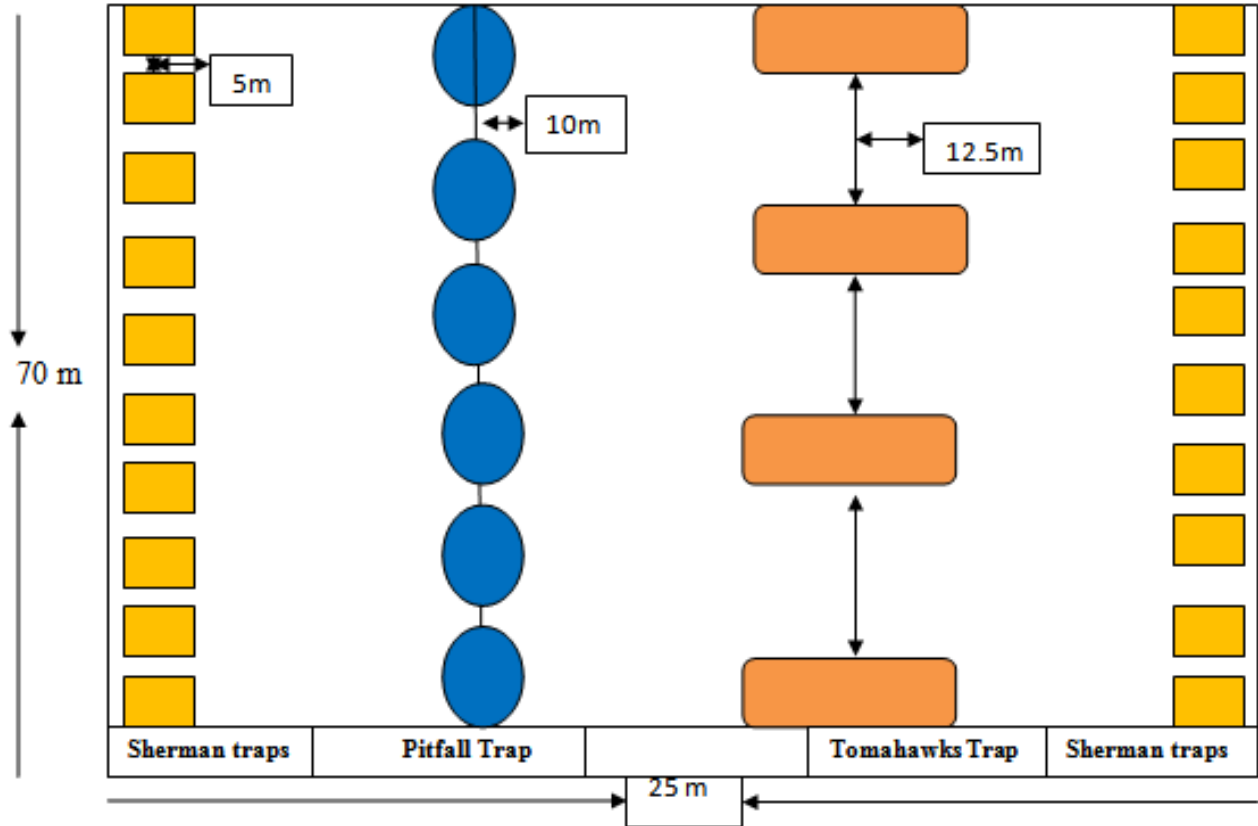 5m
10m
12.5m
70 m
Sherman traps
Pitfall Trap
Tomahawks Trap
Sherman traps
25 m